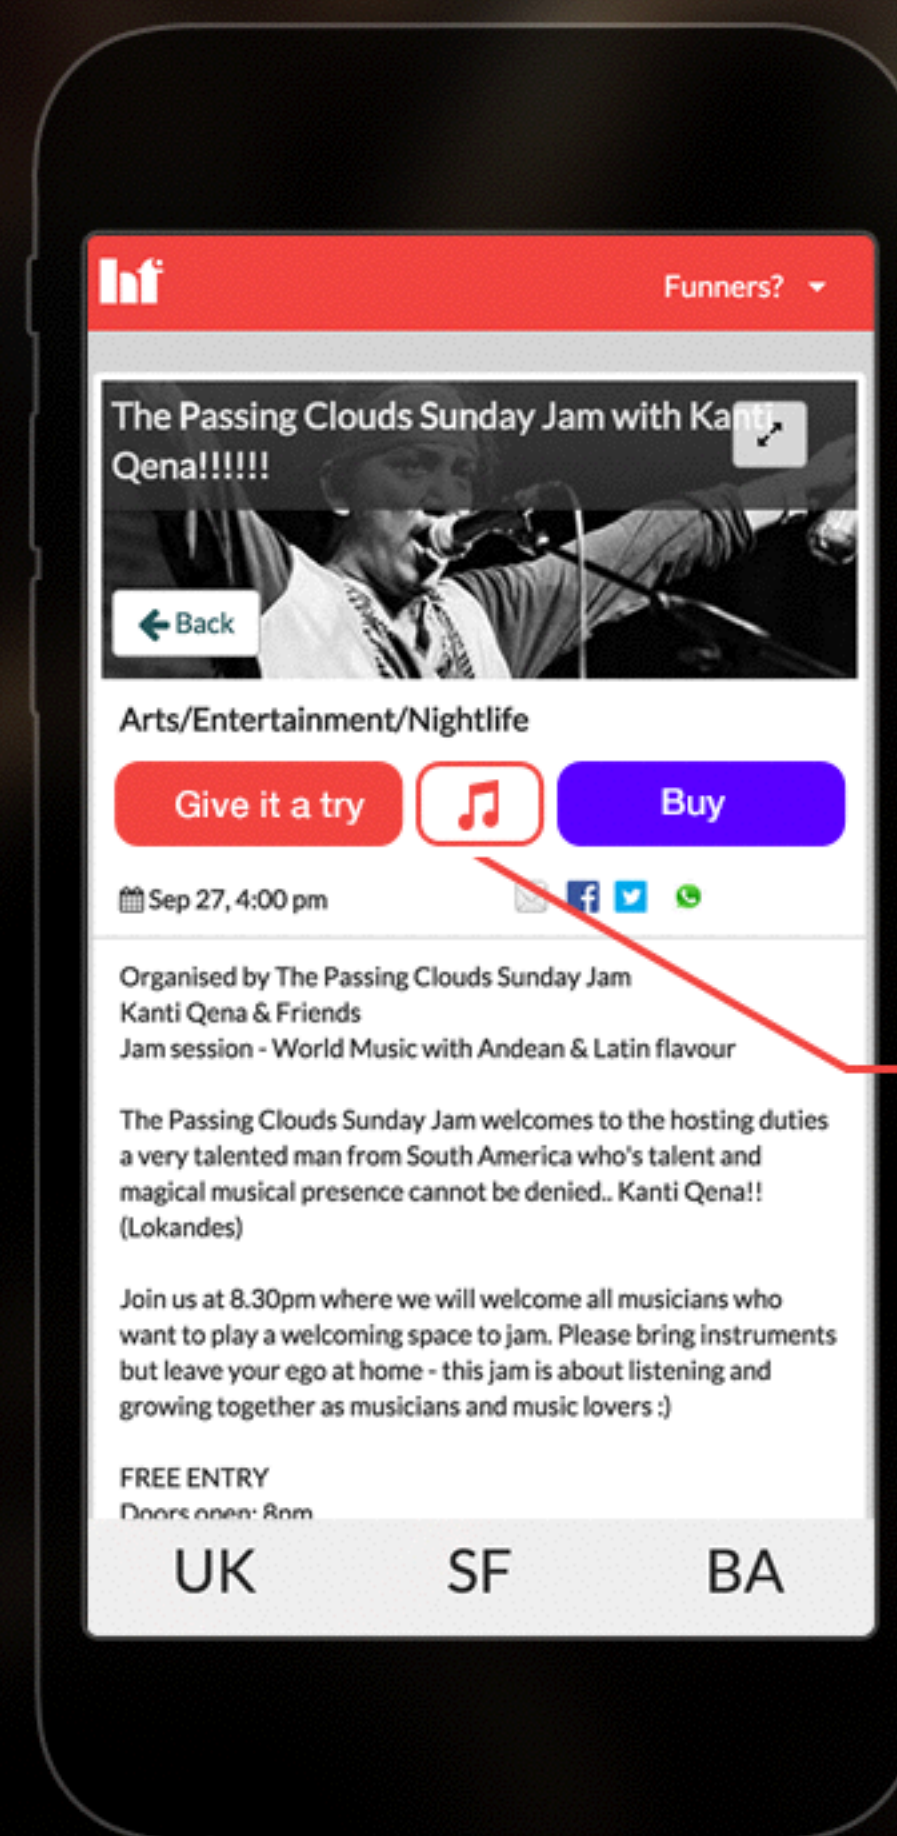 hf
Funners?
The Passing Clouds Sunday Jam with Kanti
Qena!!!!!!
Back
Arts/Entertainment/Nightlife
Give it a try
Buy
Sep 27, 4:00 pm
Organised by The Passing Clouds Sunday Jam
Kanti Qena & Friends
Jam session - World Music with Andean & Latin flavour
The Passing Clouds Sunday Jam welcomes to the hosting duties
a very talented man from South America who's talent and
magical musical presence cannot be denied.. Kanti Qena!!
(Lokandes)
Join us at 8.30pm where we will welcome all musicians who
want to play a welcoming space to jam. Please bring instruments
but leave your ego at home - this jam is about listening and
growing together as musicians and music lovers :)
FREE ENTRY
Doors open: 8pm
UK
SF
BA